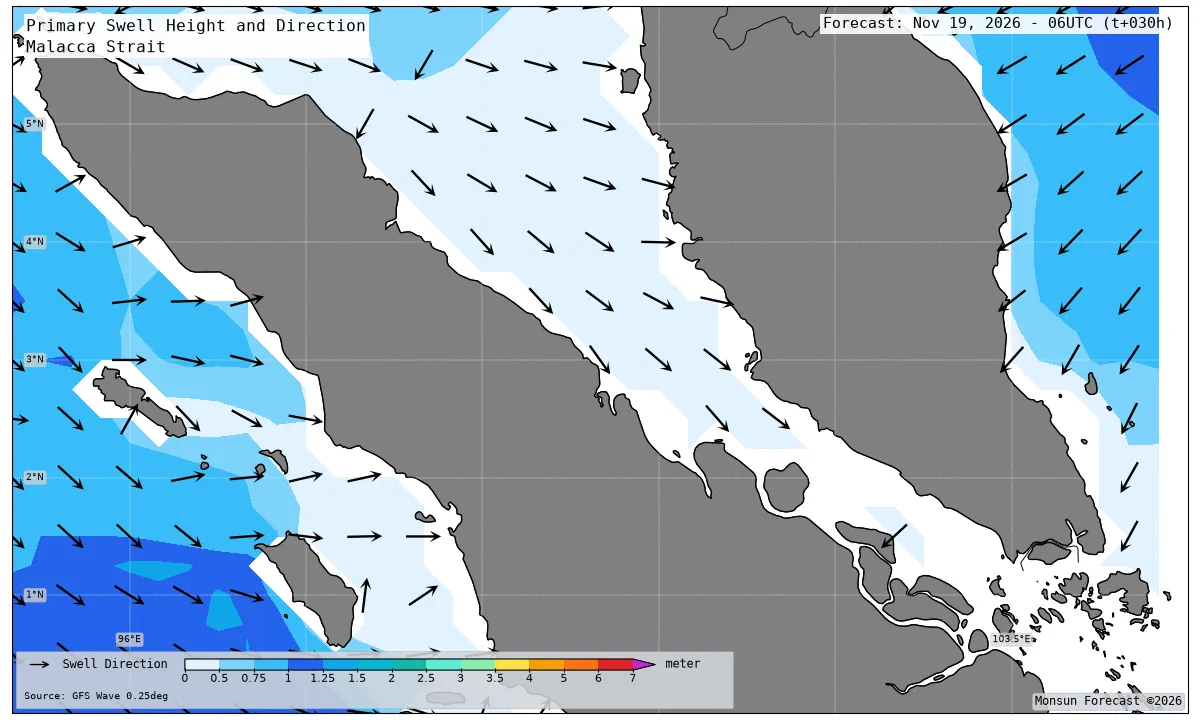 Primary Swell Height and Direction
Malacca Strait
Forecast: Nov 19, 2026 - 06UTC (t+030h)
5°N
4°N
3°N
2°N
1°N
96°E
103.5°E
Swell Direction
meter
0 0.5 0.75 1 1.25 1.5 2 2.5 3 3.5 4 5 6 7
Source: GFS Wave 0.25deg
Monsun Forecast ©2026